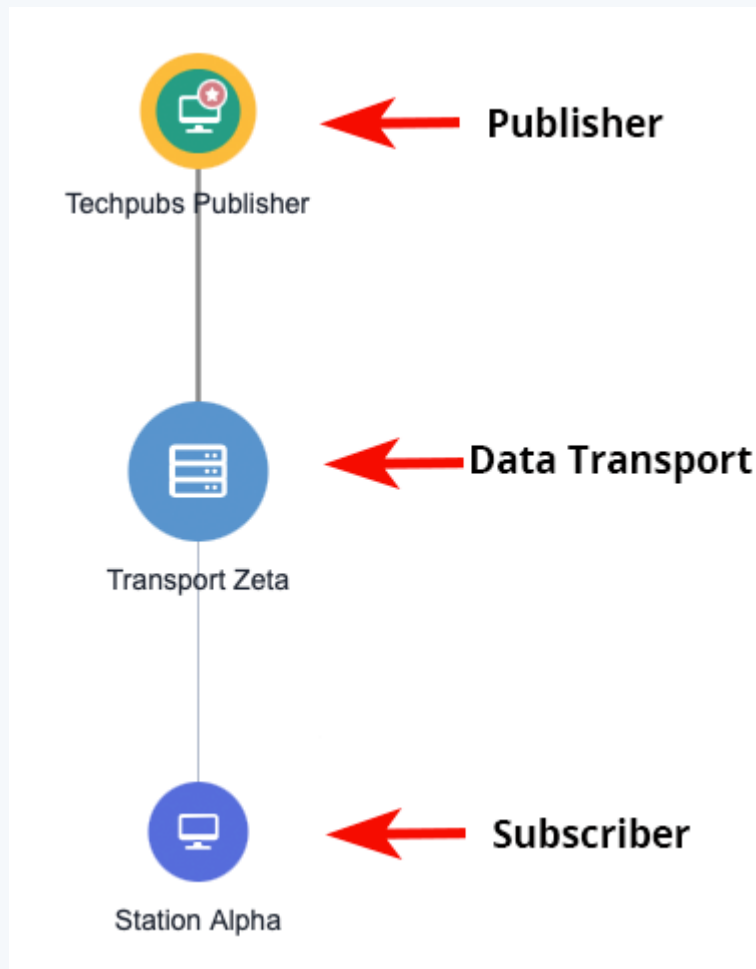 Publisher
Techpubs Publisher
Data Transport
Transport Zeta
Subscriber
Station Alpha